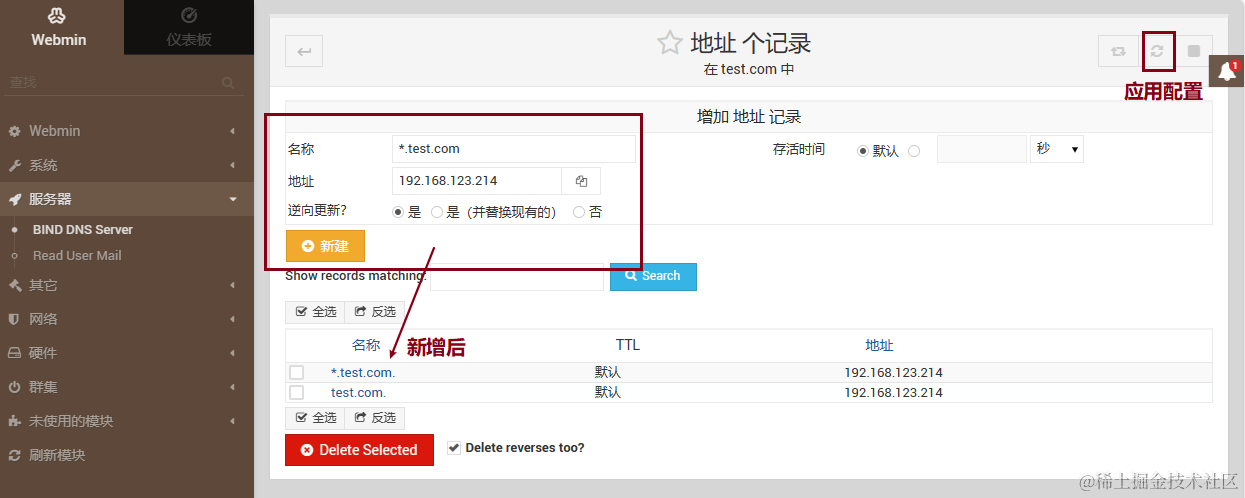 Webmin
仪表板
查找
Webmin
系统
服务器
BIND DNS Server
Read User Mail
其它
网络
硬件
群集
未使用的模块
刷新模块
地址 个记录
在 test.com 中
1
应用配置
增加 地址 记录
名称 *.test.com 存活时间 默认 秒
地址 192.168.123.214
逆向更新? 是 是（并替换现有的） 否
新建
Show records matching: Search
全选 反选
新增后
名称 TTL 地址
*.test.com. 默认 192.168.123.214
test.com. 默认 192.168.123.214
全选 反选
Delete Selected Delete reverses too?
@稀土掘金技术社区